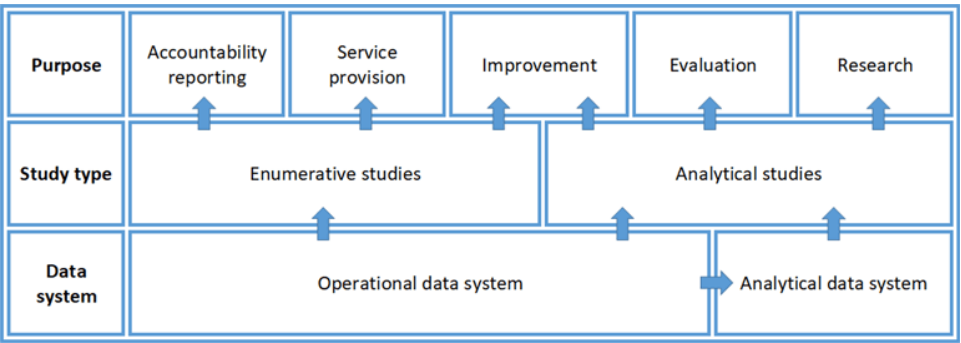 Purpose
Accountability
reporting
Service
provision
Improvement
Evaluation
Research
Study type
Enumerative studies
Analytical studies
Data
system
Operational data system
Analytical data system